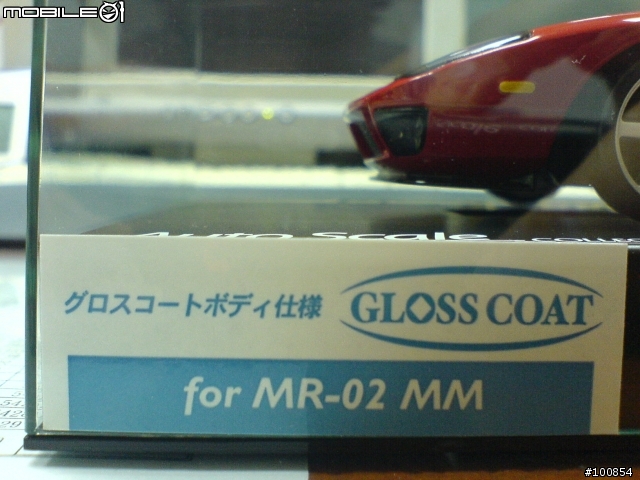 MOBILE01
AUTO SCALE
グロスコートボディ仕様
GLOSS COAT
for MR-02 MM
#100854